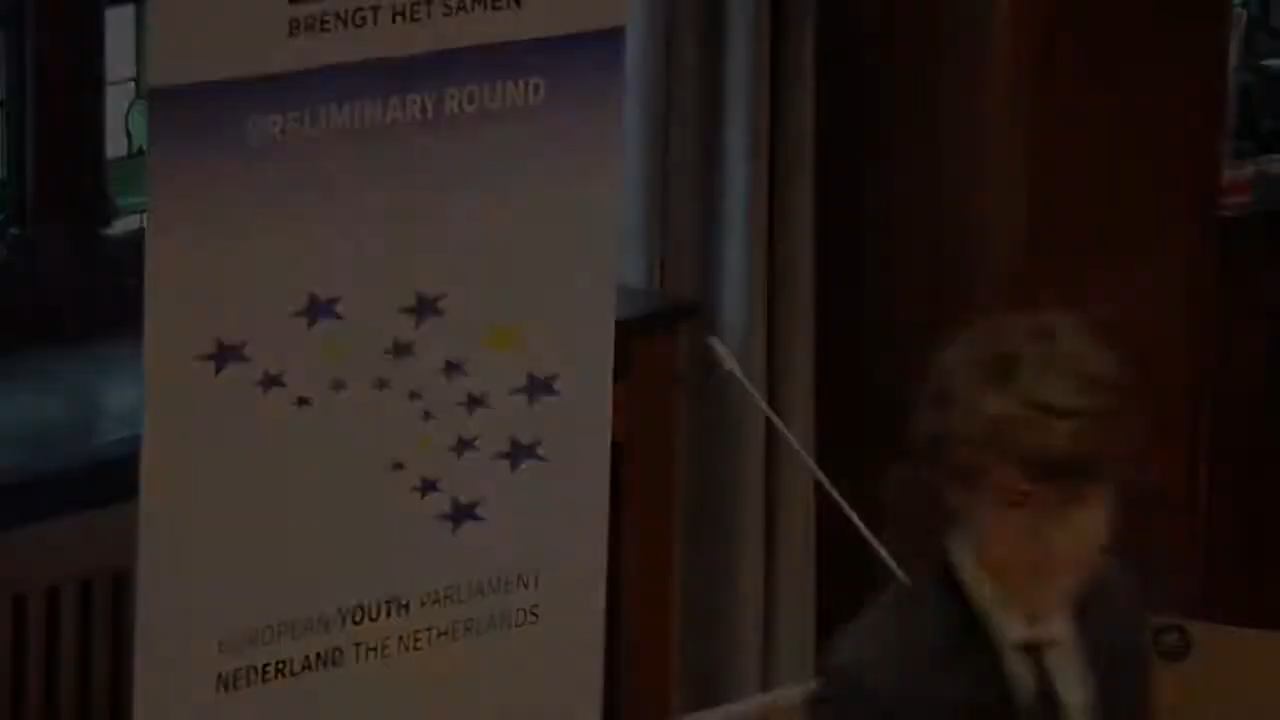 BRENGT HET SAMEN
PRELIMINARY ROUND
EUROPEAN YOUTH PARLIAMENT
NEDERLAND THE NETHERLANDS